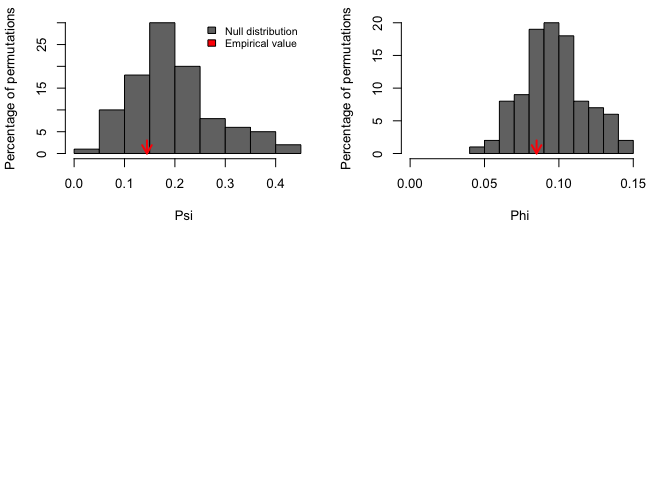 Percentage of permutations
25
15
5
0
Null distribution
Empirical value
0.0 0.1 0.2 0.3 0.4
Psi
Percentage of permutations
20
15
10
5
0
0.00 0.05 0.10 0.15
Phi